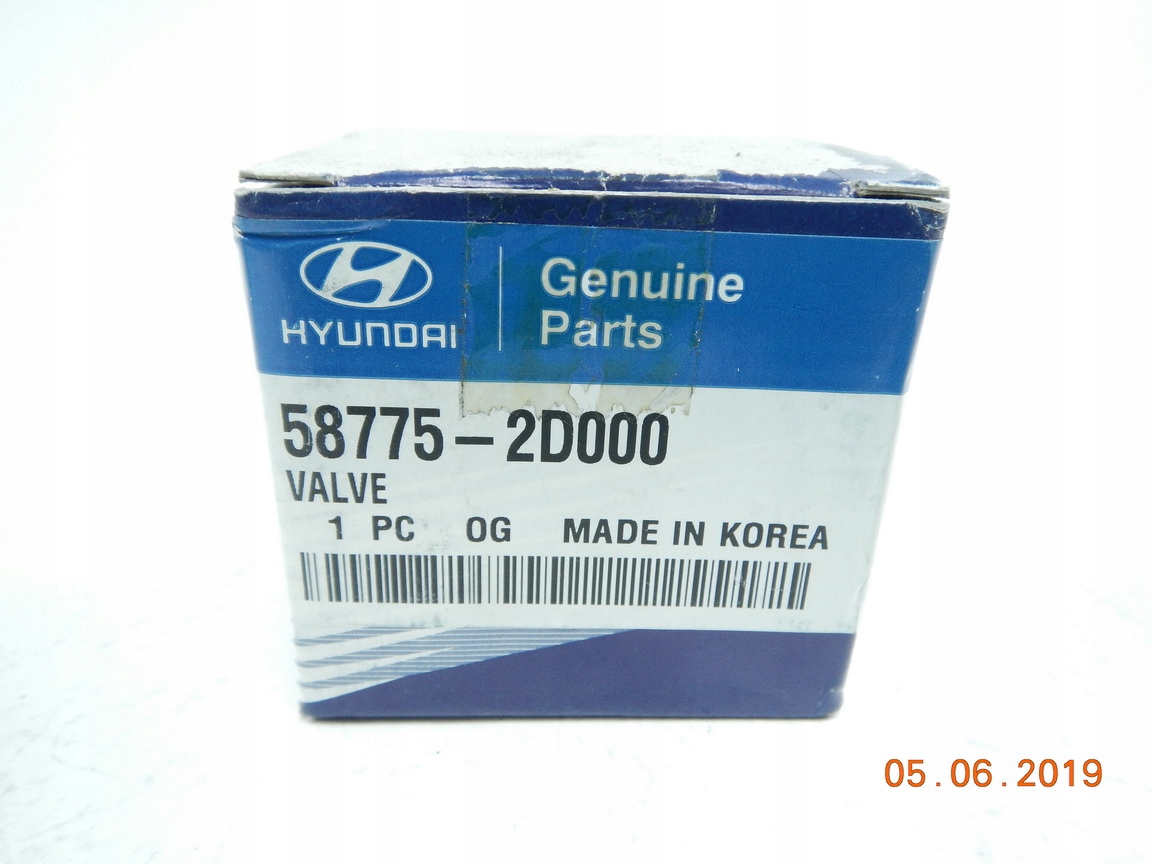 HYUNDAI
Genuine
Parts
58775-2D000
VALVE
1 PC OG MADE IN KOREA
05.06.2019